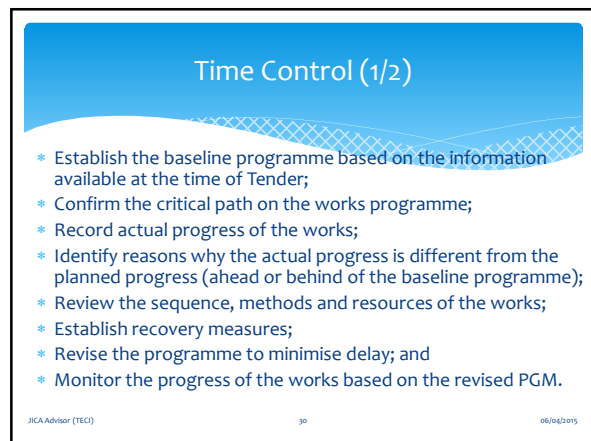 Time Control (1/2)
* Establish the baseline programme based on the information
available at the time of Tender;
* Confirm the critical path on the works programme;
* Record actual progress of the works;
* Identify reasons why the actual progress is different from the
planned progress (ahead or behind of the baseline programme);
* Review the sequence, methods and resources of the works;
* Establish recovery measures;
* Revise the programme to minimise delay; and
* Monitor the progress of the works based on the revised PGM.
JICA Advisor (TECI) 30 06/04/2015